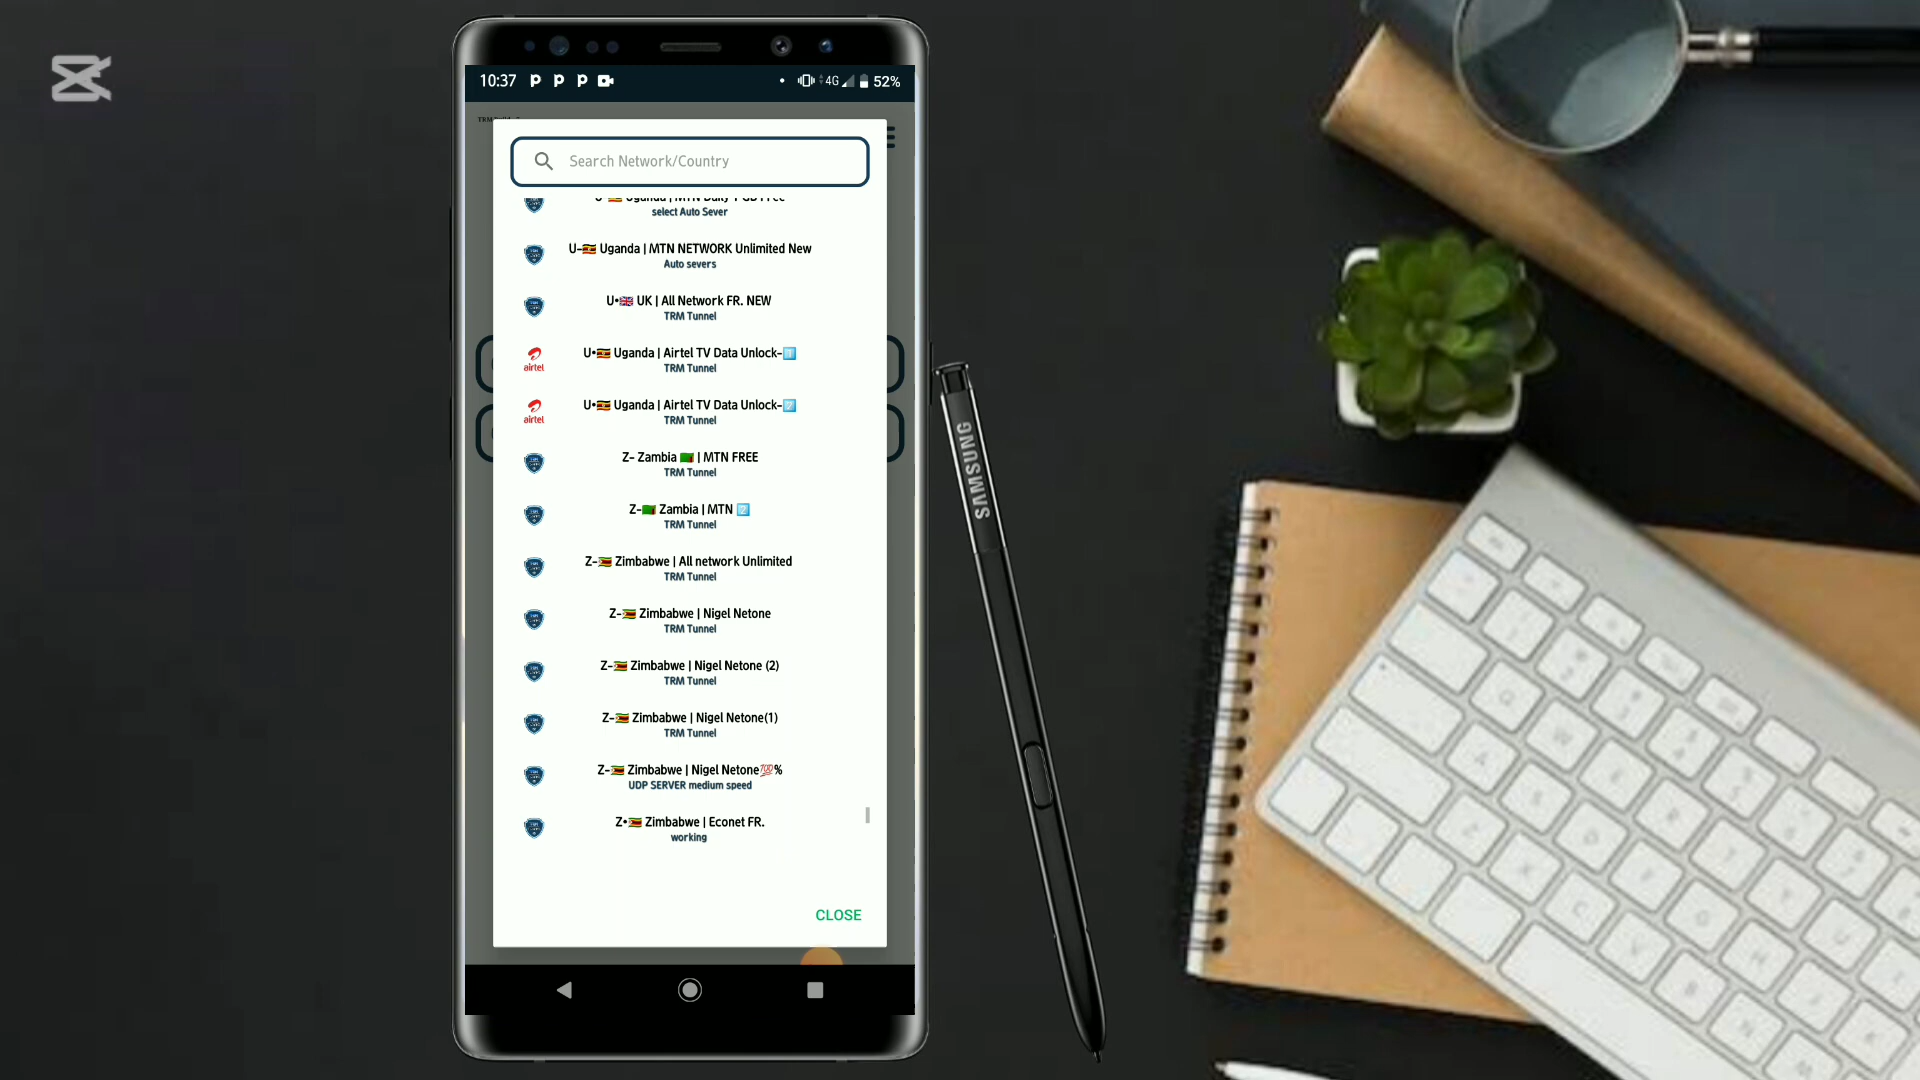 10:37
4G
52%
Search Network/Country
select Auto Sever
U-🇺🇬 Uganda | MTN NETWORK Unlimited New
Auto severs
U•🇬🇧 UK | All Network FR. NEW
TRM Tunnel
airtel
U•🇺🇬 Uganda | Airtel TV Data Unlock-1️⃣
TRM Tunnel
airtel
U•🇺🇬 Uganda | Airtel TV Data Unlock-2️⃣
TRM Tunnel
Z- Zambia 🇿🇲 | MTN FREE
TRM Tunnel
Z-🇿🇲 Zambia | MTN 2️⃣
TRM Tunnel
Z-🇿🇼 Zimbabwe | All network Unlimited
TRM Tunnel
Z-🇿🇼 Zimbabwe | Nigel Netone
TRM Tunnel
Z-🇿🇼 Zimbabwe | Nigel Netone (2)
TRM Tunnel
Z-🇿🇼 Zimbabwe | Nigel Netone(1)
TRM Tunnel
Z-🇿🇼 Zimbabwe | Nigel Netone💯%
UDP SERVER medium speed
Z•🇿🇼 Zimbabwe | Econet FR.
working
CLOSE
SAMSUNG